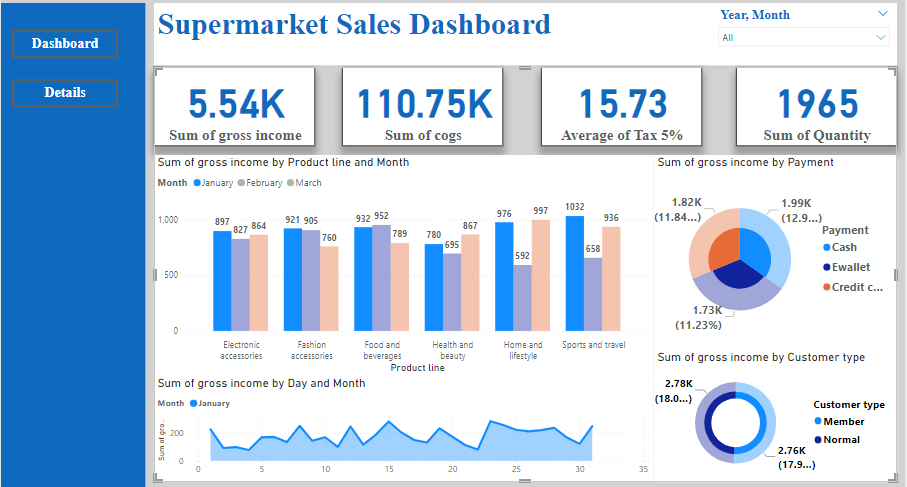 Dashboard
Details
Supermarket Sales Dashboard
Year, Month
All
5.54K
Sum of gross income
110.75K
Sum of cogs
15.73
Average of Tax 5%
1965
Sum of Quantity
Sum of gross income by Product line and Month
Month January February March
1,000
500
0
897 827 864
921 905 760
932 952 789
780 695 867
976 592 997
1032 658 936
Electronic accessories
Fashion accessories
Food and beverages
Health and beauty
Home and lifestyle
Sports and travel
Product line
Sum of gross income by Payment
1.82K
(11.84...)
1.99K
(12.9...)
1.73K
(11.23%)
Payment
Cash
Ewallet
Credit c...
Sum of gross income by Day and Month
Month January
Sum of gro...
200
0
0 5 10 15 20 25 30 35
Sum of gross income by Customer type
2.78K
(18.0...)
2.76K
(17.9...)
Customer type
Member
Normal